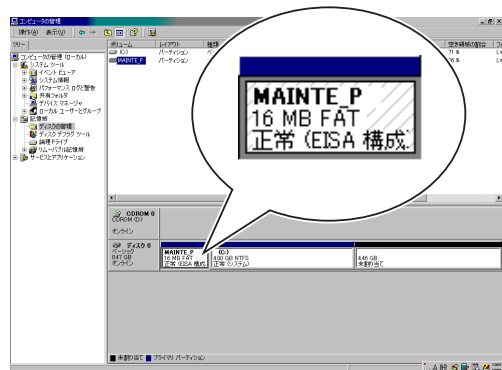 コンピュータの管理
操作(A) 表示(V)
ツリー
ボリューム レイアウト 種類 空き領域の割合
(C:) パーティション 71 %
MAINTE_P パーティション
コンピュータの管理 (ローカル)
システム ツール
イベント ビューア
システム情報
パフォーマンス ログと警告
共有フォルダ
デバイス マネージャ
ローカル ユーザーとグループ
記憶域
ディスクの管理
ディスク デフラグ ツール
論理ドライブ
リムーバブル記憶域
サービスとアプリケーション
MAINTE_P
16 MB FAT
正常 (EISA 構成
CDROM 0
CDROM (D:)
オンライン
ディスク 0
ベーシック
8.47 GB
オンライン
MAINTE_P
16 MB FAT
正常 (EISA 構成
(C:)
4.00 GB NTFS
正常 (システム)
4.46 GB
未割り当て
未割り当て プライマリ パーティション